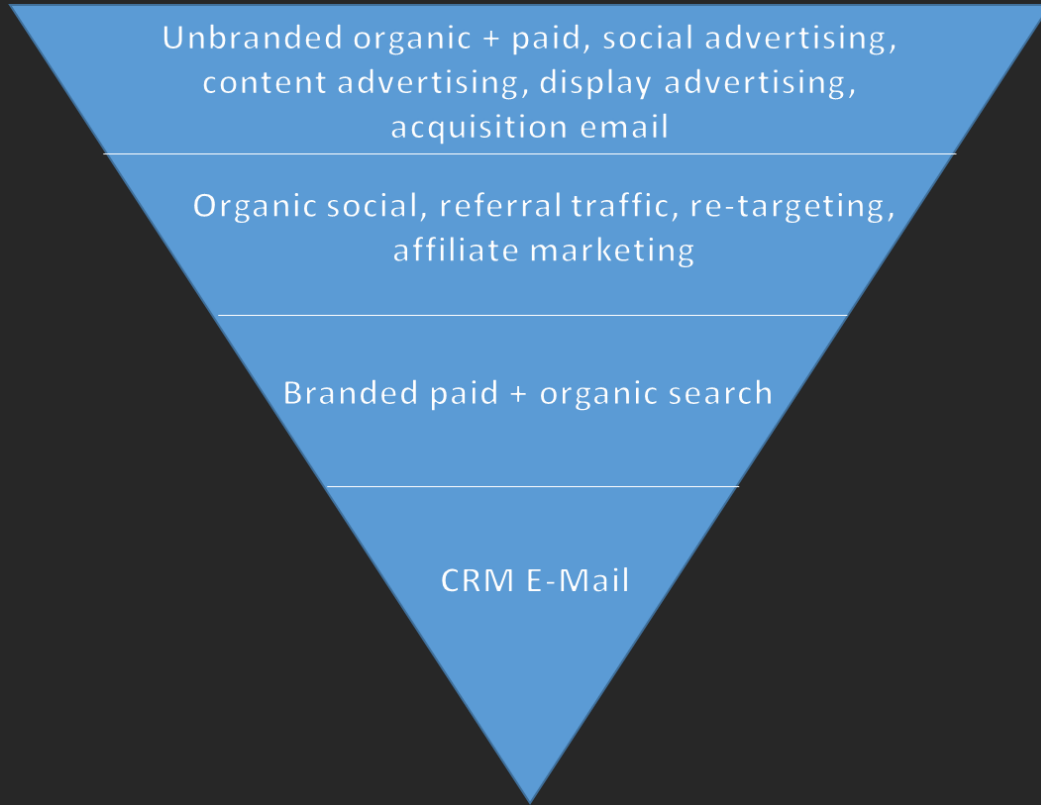 Unbranded organic + paid, social advertising,
content advertising, display advertising,
acquisition email
Organic social, referral traffic, re-targeting,
affiliate marketing
Branded paid + organic search
CRM E-Mail